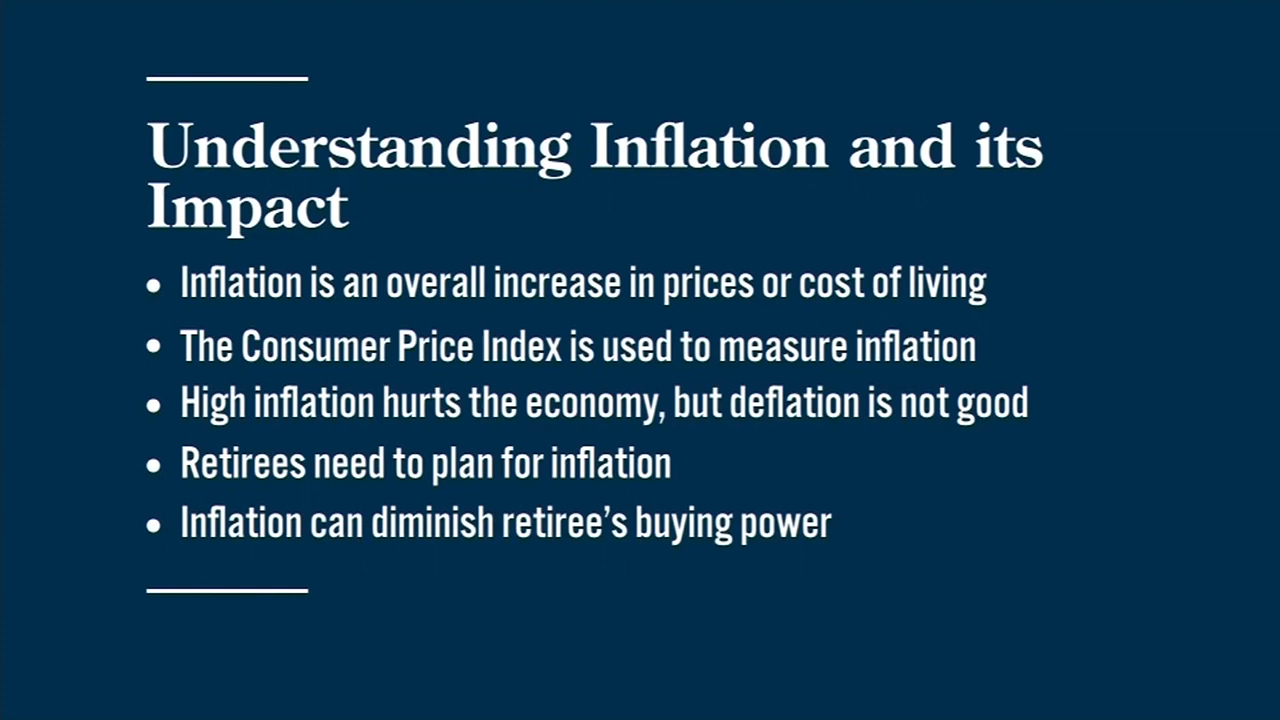 Understanding Inflation and its
Impact
• Inflation is an overall increase in prices or cost of living
• The Consumer Price Index is used to measure inflation
• High inflation hurts the economy, but deflation is not good
• Retirees need to plan for inflation
• Inflation can diminish retiree’s buying power